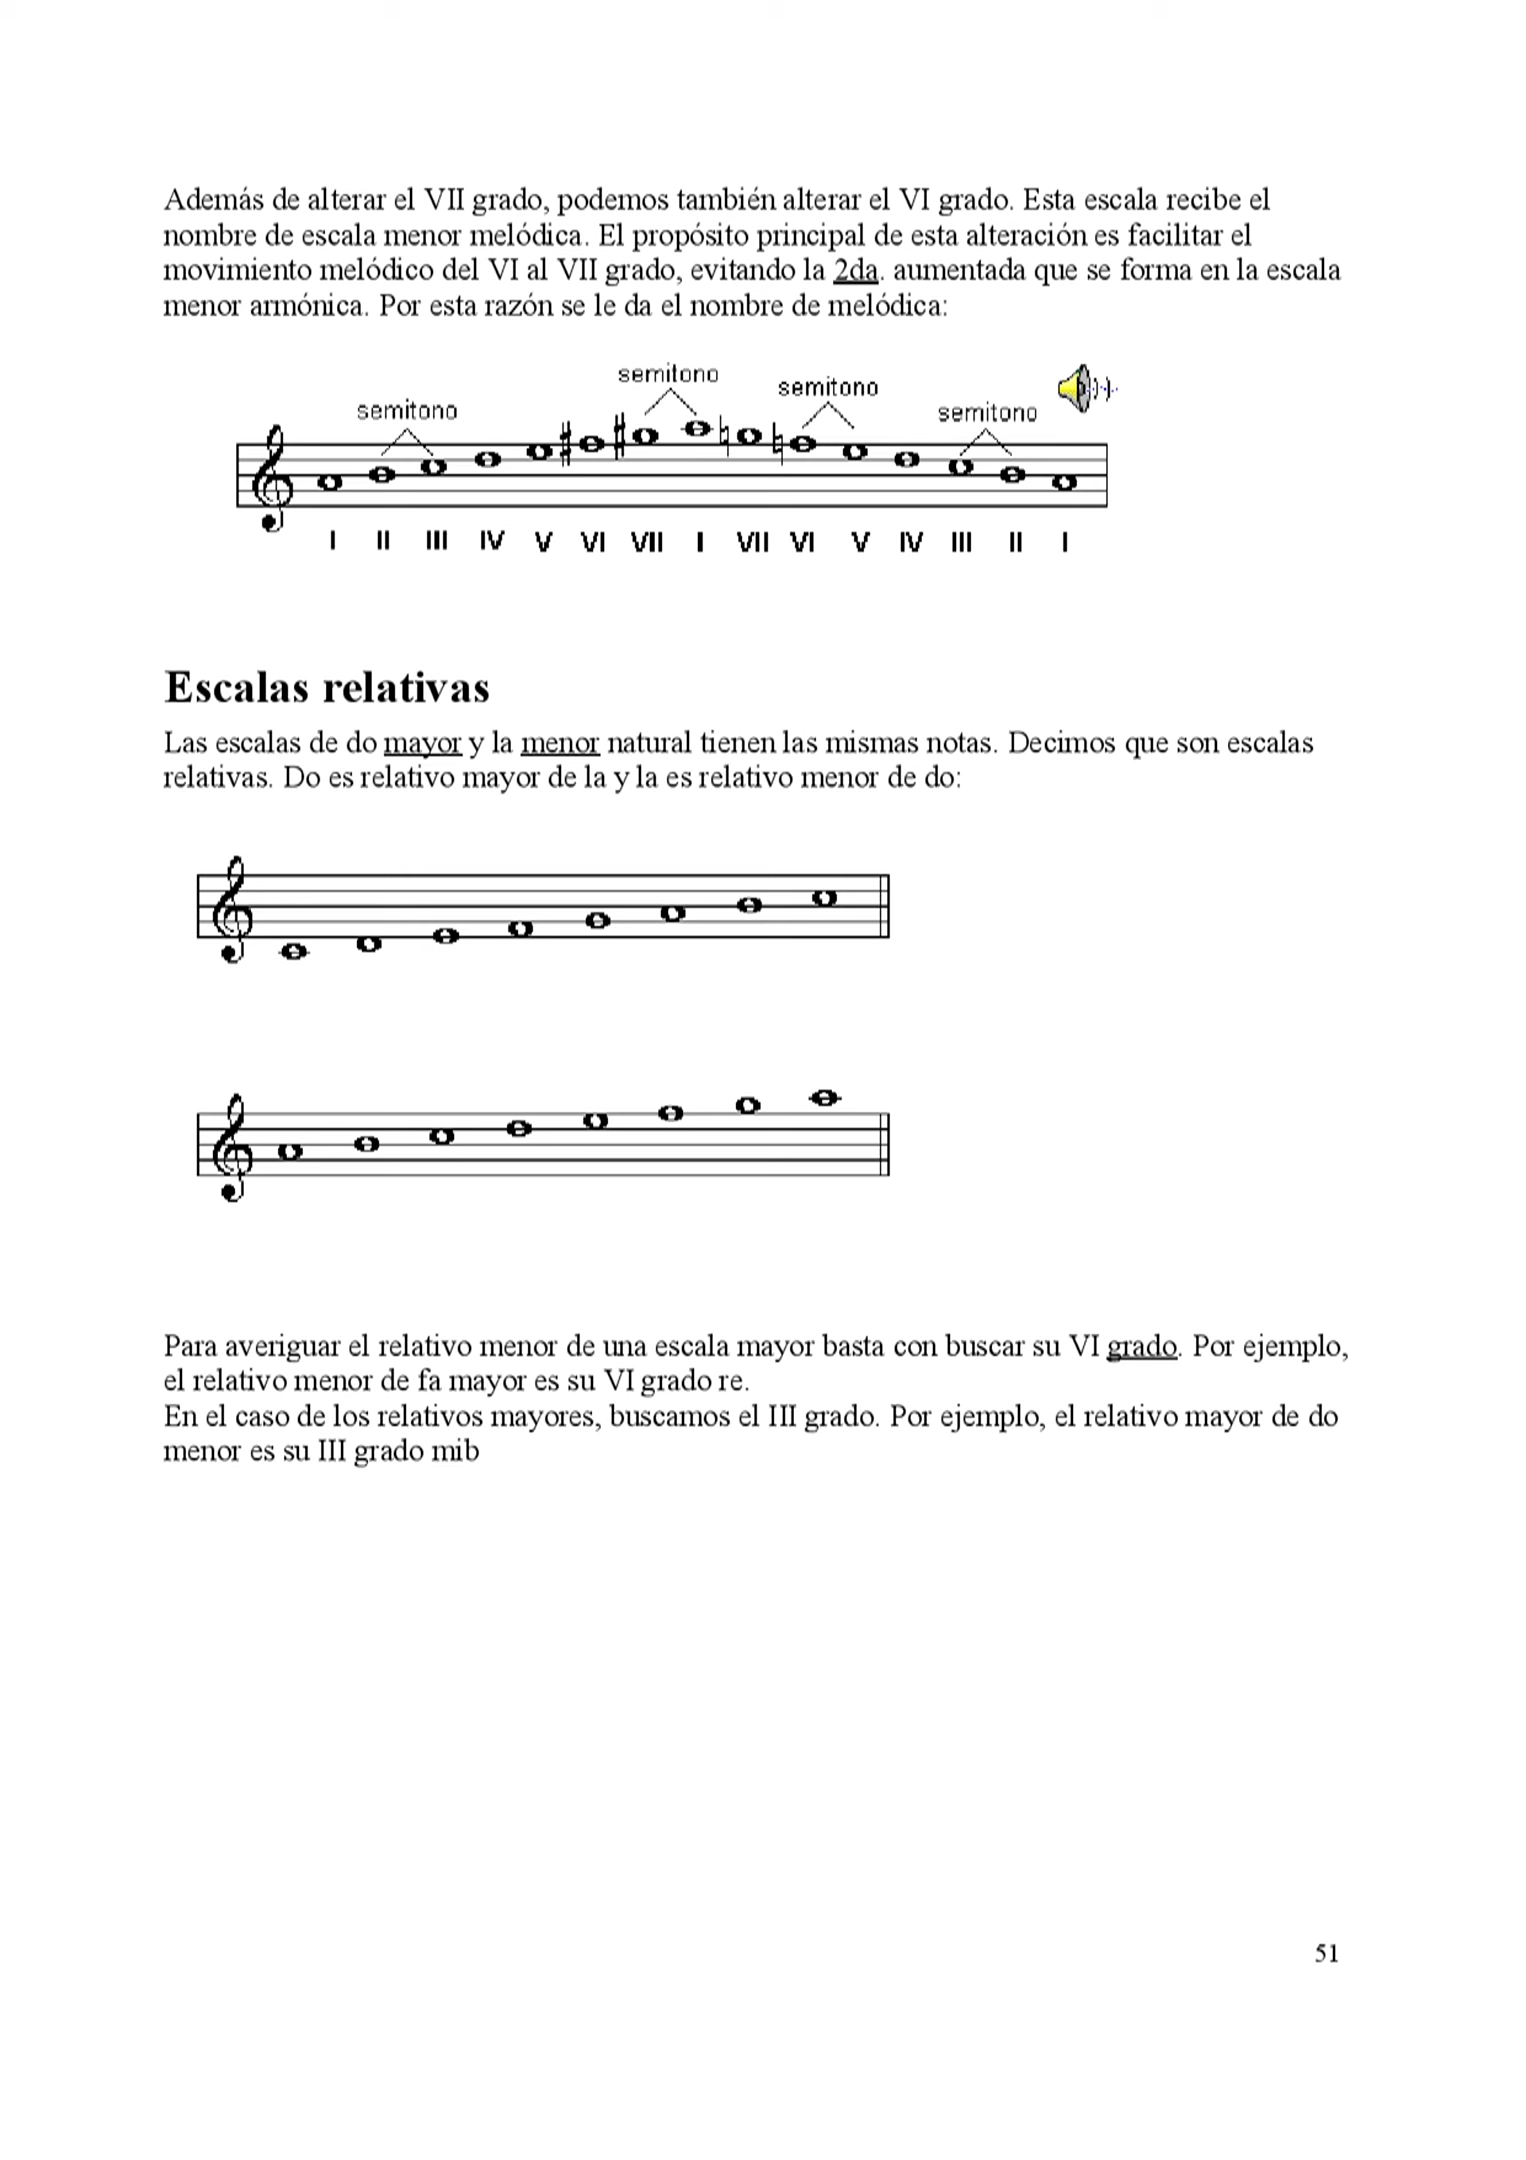 Además de alterar el VII grado, podemos también alterar el VI grado. Esta escala recibe el
nombre de escala menor melódica. El propósito principal de esta alteración es facilitar el
movimiento melódico del VI al VII grado, evitando la 2da. aumentada que se forma en la escala
menor armónica. Por esta razón se le da el nombre de melódica:
semitono
semitono
semitono
semitono
I II III IV V VI VII I VII VI V IV III II I
Escalas relativas
Las escalas de do mayor y la menor natural tienen las mismas notas. Decimos que son escalas
relativas. Do es relativo mayor de la y la es relativo menor de do:
Para averiguar el relativo menor de una escala mayor basta con buscar su VI grado. Por ejemplo,
el relativo menor de fa mayor es su VI grado re.
En el caso de los relativos mayores, buscamos el III grado. Por ejemplo, el relativo mayor de do
menor es su III grado mib
51